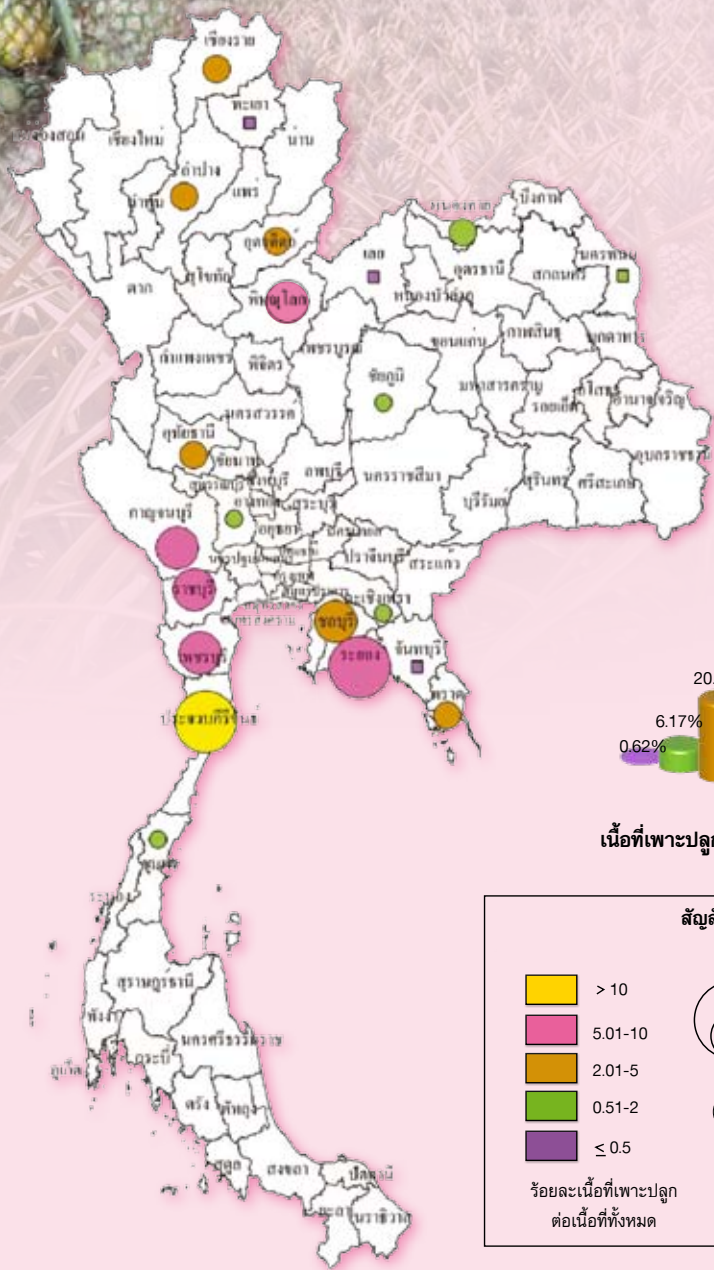 เชียงราย
พะเยา
เชียงใหม่
น่าน
ลำปาง
แพร่
ลำพูน
บึงกาฬ
อุตรดิตถ์
เลย
อุดรธานี
นครพนม
สกลนคร
สุโขทัย
หนองบัวลำภู
ตาก
พิษณุโลก
กาฬสินธุ์
มุกดาหาร
ขอนแก่น
กำแพงเพชร
พิจิตร
เพชรบูรณ์
ชัยภูมิ
มหาสารคาม
ร้อยเอ็ด
ยโสธร
อำนาจเจริญ
นครสวรรค์
อุทัยธานี
อุบลราชธานี
ชัยนาท
ลพบุรี
นครราชสีมา
สุรินทร์
ศรีสะเกษ
บุรีรัมย์
สุพรรณบุรี
กาญจนบุรี
สระบุรี
อยุธยา
ปราจีนบุรี
สระแก้ว
ราชบุรี
ฉะเชิงเทรา
ชลบุรี
จันทบุรี
ระยอง
เพชรบุรี
ตราด
ประจวบคีรีขันธ์
20.
6.17%
0.62%
เนื้อที่เพาะปลูก
ชุมพร
ระนอง
สุราษฎร์ธานี
พังงา
นครศรีธรรมราช
กระบี่
ภูเก็ต
ตรัง
พัทลุง
สตูล
สงขลา
ปัตตานี
ยะลา
นราธิวาส
> 10
5.01-10
2.01-5
0.51-2
≤ 0.5
ร้อยละเนื้อที่เพาะปลูก
ต่อเนื้อที่ทั้งหมด